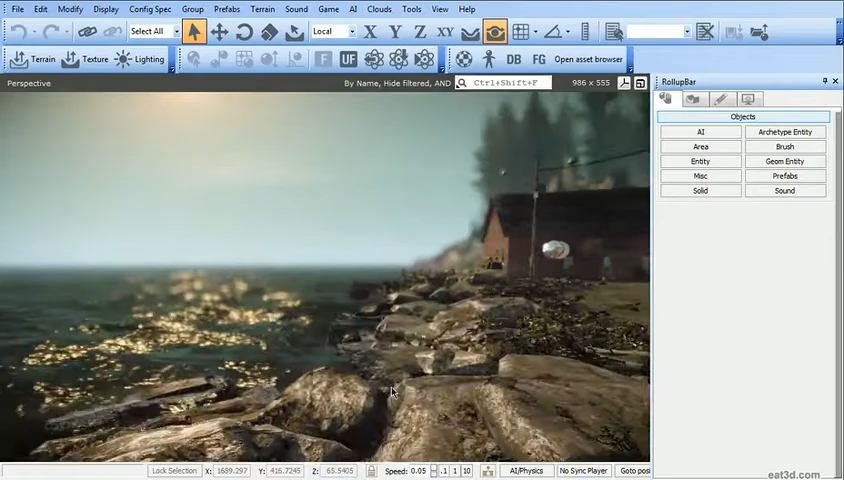 File Edit Modify Display Config Spec Group Prefabs Terrain Sound Game AI Clouds Tools View Help
Select All Local X Y Z XY
Terrain Texture Lighting F UF DB FG Open asset browser
Perspective By Name, Hide filtered, AND Ctrl+Shift+F 986 x 555
RollupBar
Objects
AI Archetype Entity
Area Brush
Entity Geom Entity
Misc Prefabs
Solid Sound
Lock Selection X: 1689.297 Y: 416.7245 Z: 65.5405 Speed: 0.05 .1 1 10 AI/Physics No Sync Player Goto posi
eat3d.com